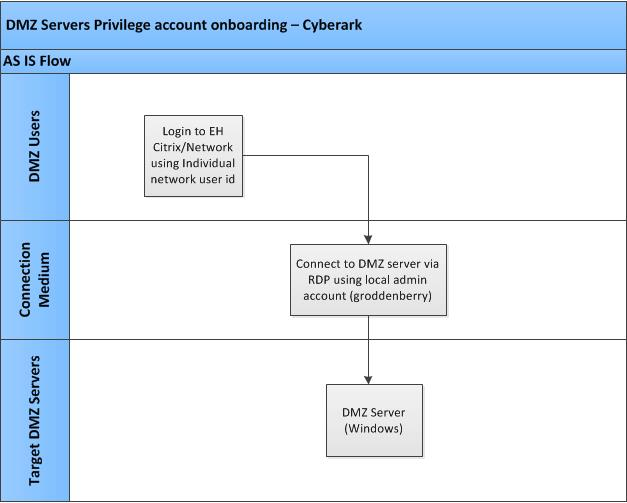 DMZ Servers Privilege account onboarding – Cyberark
AS IS Flow
DMZ Users
Login to EH
Citrix/Network
using Individual
network user id
Connection
Medium
Connect to DMZ server via
RDP using local admin
account (groddenberry)
Target DMZ Servers
DMZ Server
(Windows)